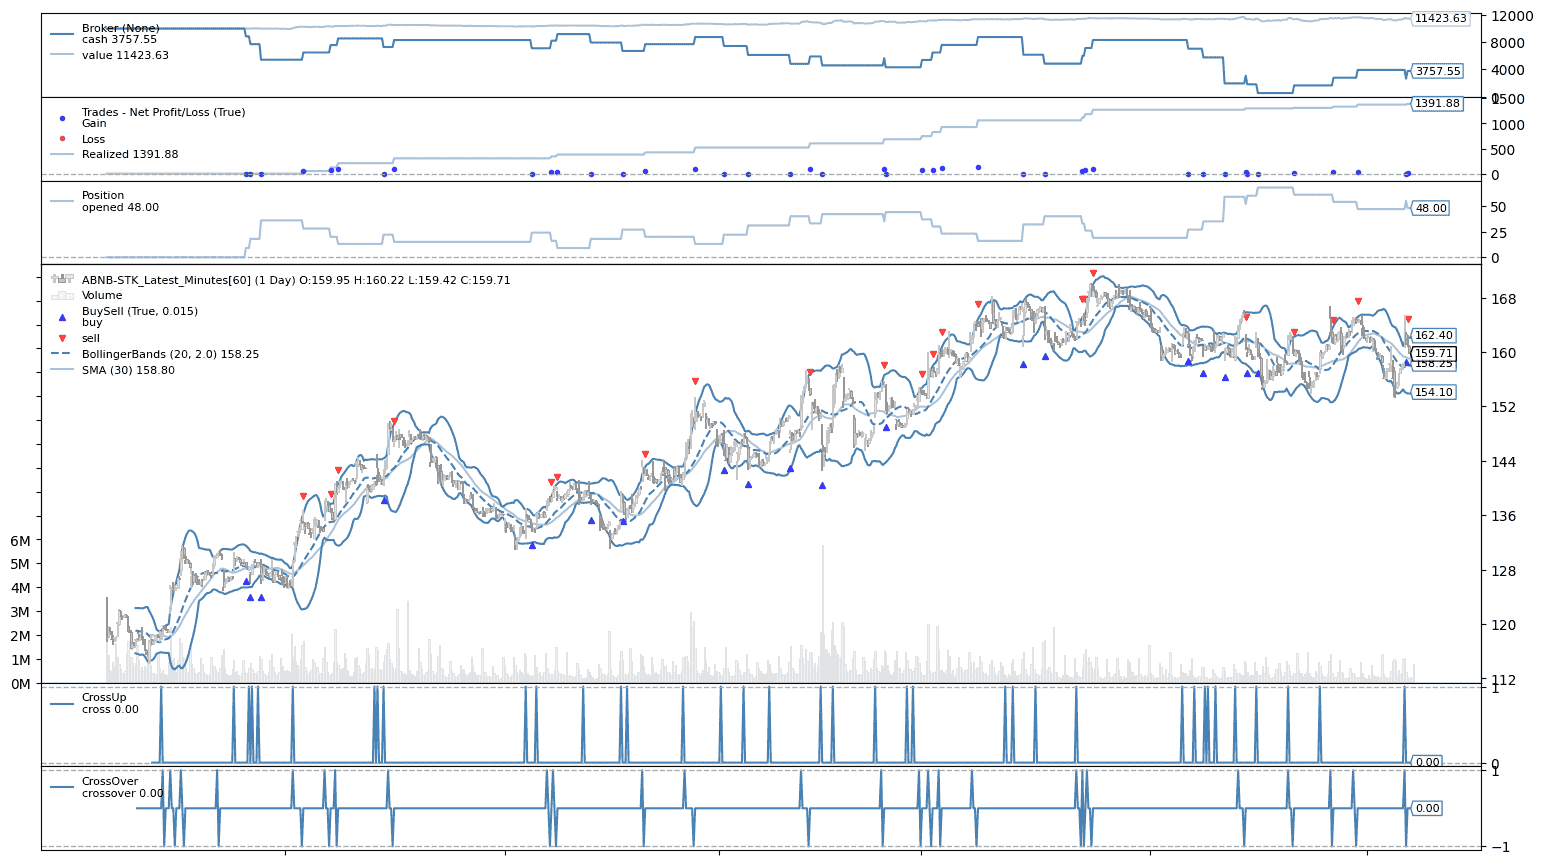 Broker (None)
cash 3757.55
value 11423.63
12000
11423.63
8000
4000
3757.55
0
Trades - Net Profit/Loss (True)
Gain
Loss
Realized 1391.88
1500
1391.88
1000
500
0
Position
opened 48.00
50
48.00
25
0
ABNB-STK_Latest_Minutes[60] (1 Day) O:159.95 H:160.22 L:159.42 C:159.71
Volume
BuySell (True, 0.015)
buy
sell
BollingerBands (20, 2.0) 158.25
SMA (30) 158.80
168
162.40
160
159.71
158.25
154.10
152
144
136
128
120
112
6M
5M
4M
3M
2M
1M
0M
CrossUp
cross 0.00
1
0
0.00
CrossOver
crossover 0.00
1
0.00
−1